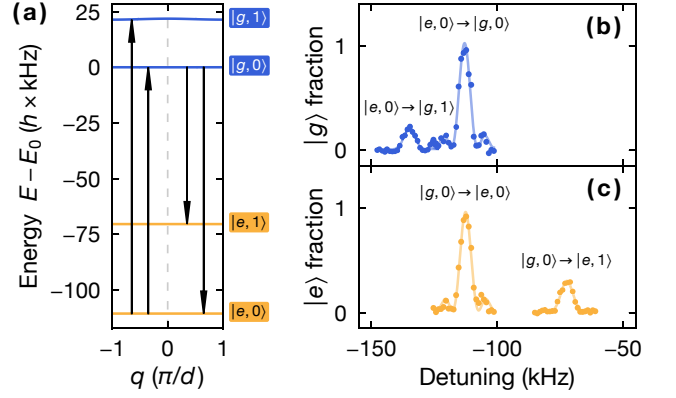 (a)
Energy E − E₀ (h × kHz)
25
0
−25
−50
−75
−100
|g, 1⟩
|g, 0⟩
|e, 1⟩
|e, 0⟩
−1
0
1
q (π/d)
(b)
|e, 0⟩→|g, 0⟩
|e, 0⟩→|g, 1⟩
|g⟩ fraction
1
0
(c)
|g, 0⟩→|e, 0⟩
|g, 0⟩→|e, 1⟩
|e⟩ fraction
1
0
−150
−100
−50
Detuning (kHz)